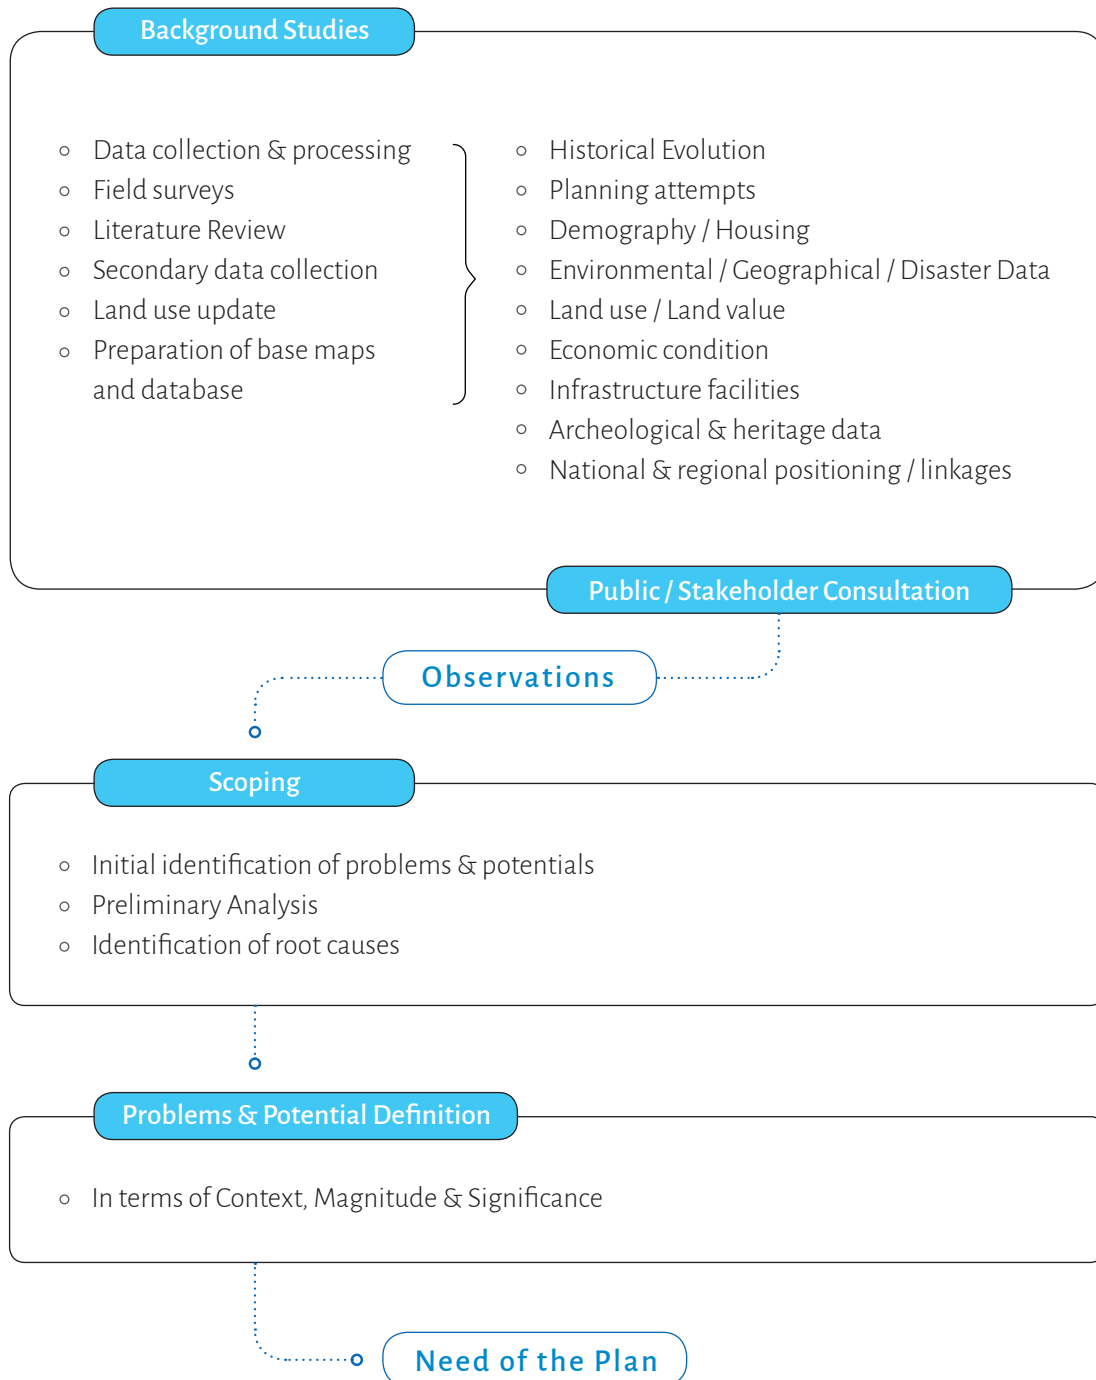 Background Studies
Data collection & processing
Field surveys
Literature Review
Secondary data collection
Land use update
Preparation of base maps
and database
Historical Evolution
Planning attempts
Demography / Housing
Environmental / Geographical / Disaster Data
Land use / Land value
Economic condition
Infrastructure facilities
Archeological & heritage data
National & regional positioning / linkages
Public / Stakeholder Consultation
Observations
Scoping
Initial identification of problems & potentials
Preliminary Analysis
Identification of root causes
Problems & Potential Definition
In terms of Context, Magnitude & Significance
Need of the Plan